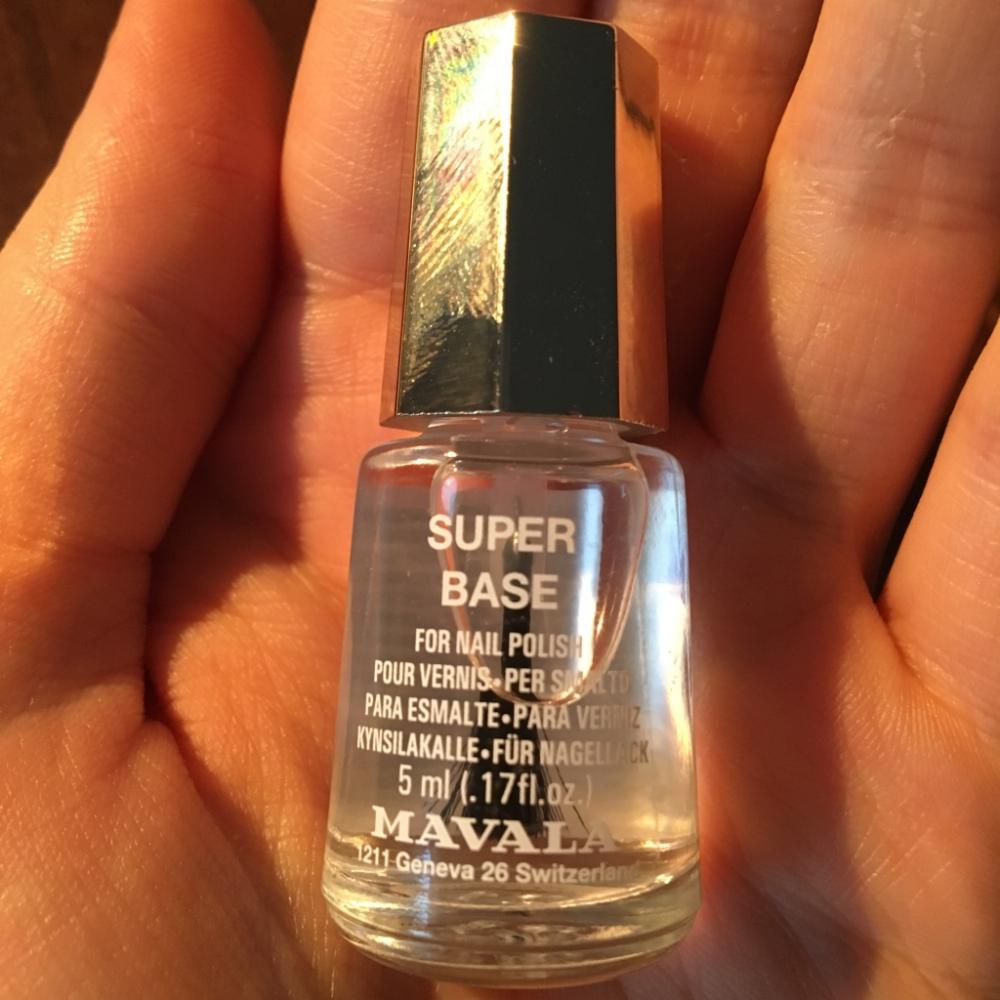 SUPER
BASE
FOR NAIL POLISH
POUR VERNIS•PER SMALTO
PARA ESMALTE•PARA VERNIZ
KYNSILAKALLE•FÜR NAGELLACK
5 ml (.17fl.oz.)
MAVALA
1211 Geneva 26 Switzerland